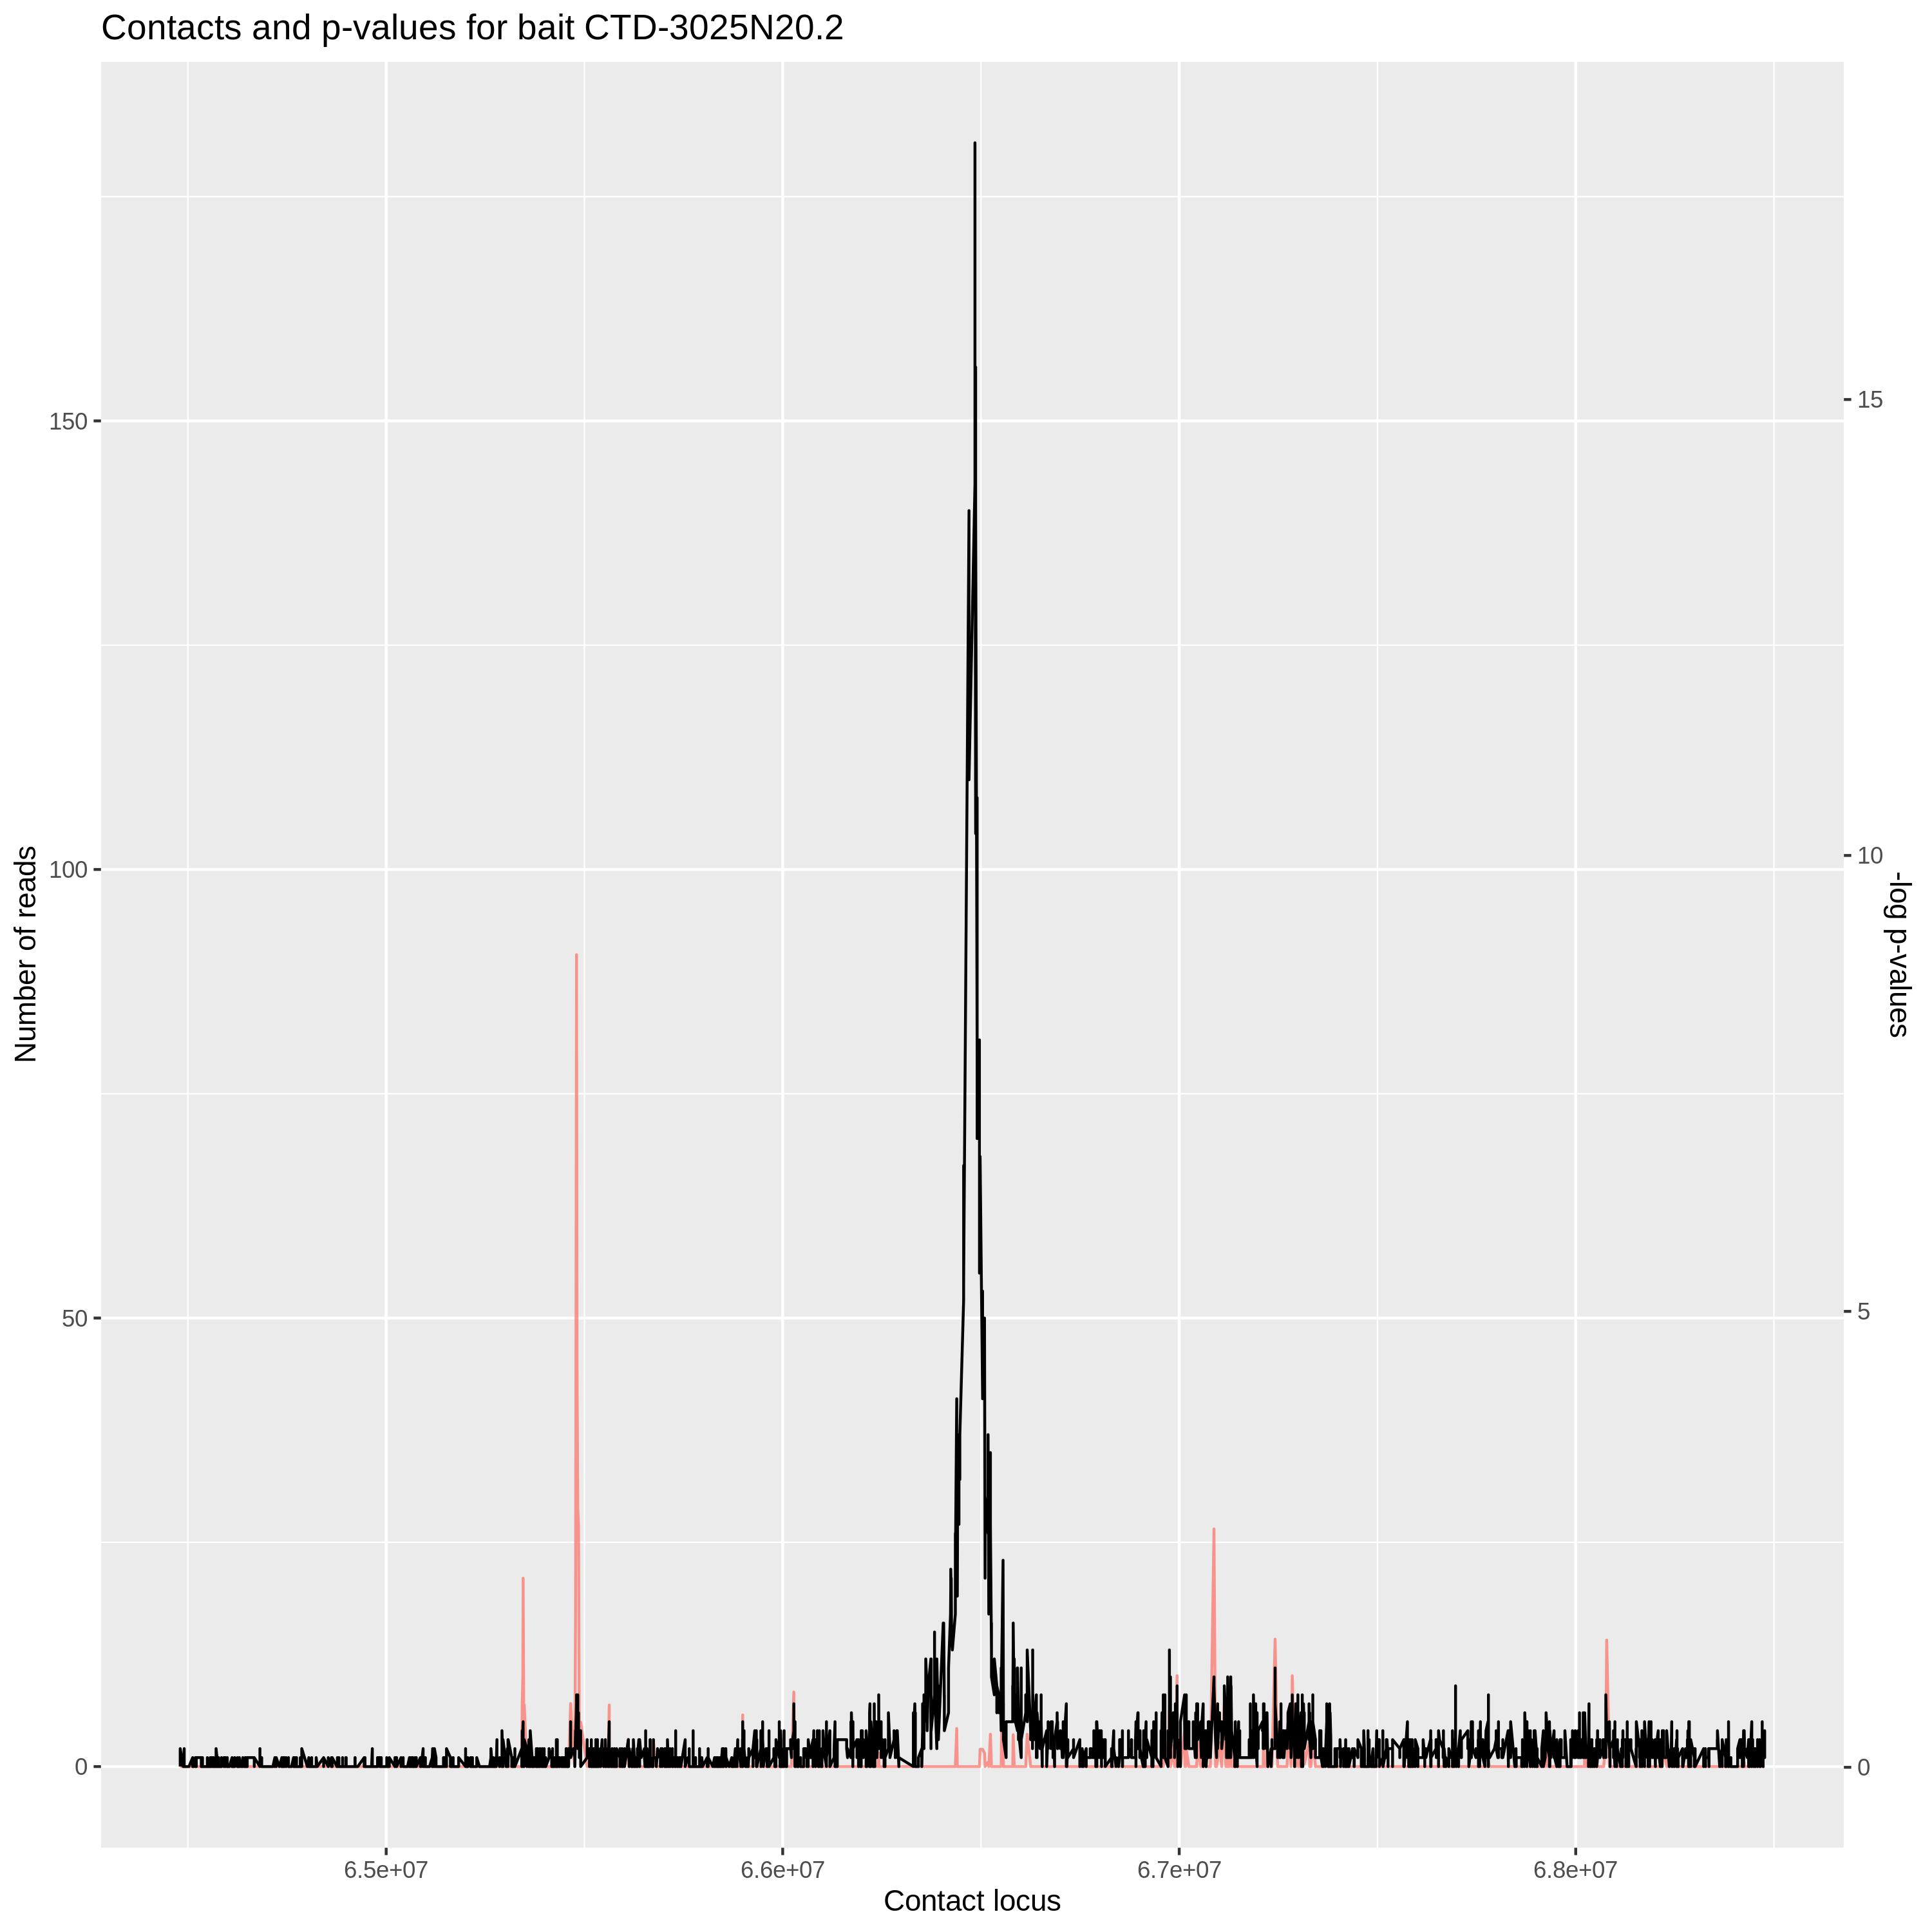 Contacts and p-values for bait CTD-3025N20.2
150
100
50
0
Number of reads
15
10
5
0
-log p-values
6.5e+07
6.6e+07
6.7e+07
6.8e+07
Contact locus